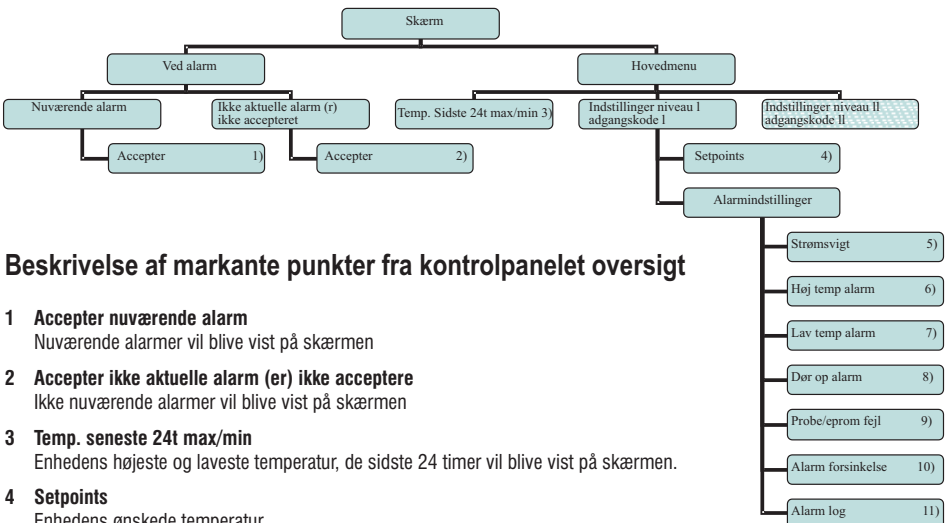 Skærm
Ved alarm
Hovedmenu
Nuværende alarm
Ikke aktuelle alarm (r)
ikke accepteret
Temp. Sidste 24t max/min 3)
Indstillinger niveau l
adgangskode l
Indstillinger niveau ll
adgangskode ll
Accepter 1)
Accepter 2)
Setpoints 4)
Alarmindstillinger
Strømsvigt 5)
Høj temp alarm 6)
Lav temp alarm 7)
Dør op alarm 8)
Probe/eprom fejl 9)
Alarm forsinkelse 10)
Alarm log 11)
Beskrivelse af markante punkter fra kontrolpanelet oversigt
1 Accepter nuværende alarm
Nuværende alarmer vil blive vist på skærmen
2 Accepter ikke aktuelle alarm (er) ikke acceptere
Ikke nuværende alarmer vil blive vist på skærmen
3 Temp. seneste 24t max/min
Enhedens højeste og laveste temperatur, de sidste 24 timer vil blive vist på skærmen.
4 Setpoints
Enhedens ønskede temperatur